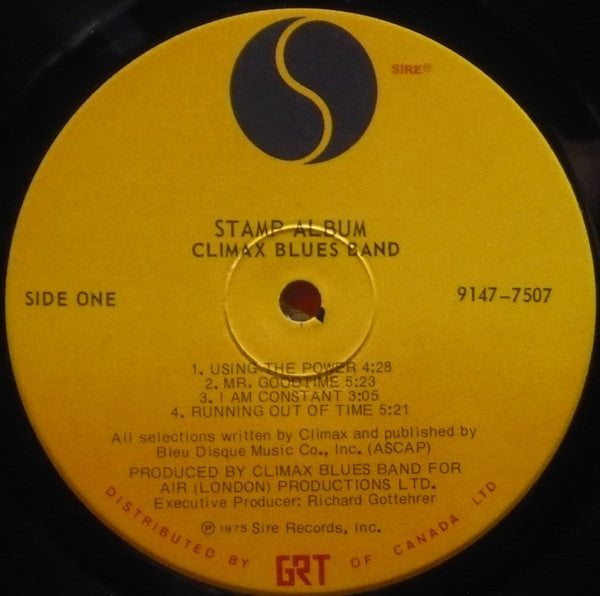 SIRE®
STAMP ALBUM
CLIMAX BLUES BAND
SIDE ONE
9147-7507
1. USING THE POWER 4:28
2. MR. GOODTIME 5:23
3. I AM CONSTANT 3:05
4. RUNNING OUT OF TIME 5:21
All selections written by Climax and published by
Bleu Disque Music Co., Inc. (ASCAP)
PRODUCED BY CLIMAX BLUES BAND FOR
AIR (LONDON) PRODUCTIONS LTD.
Executive Producer: Richard Gottehrer
℗ 1975 Sire Records, Inc.
DISTRIBUTED BY GRT OF CANADA LTD